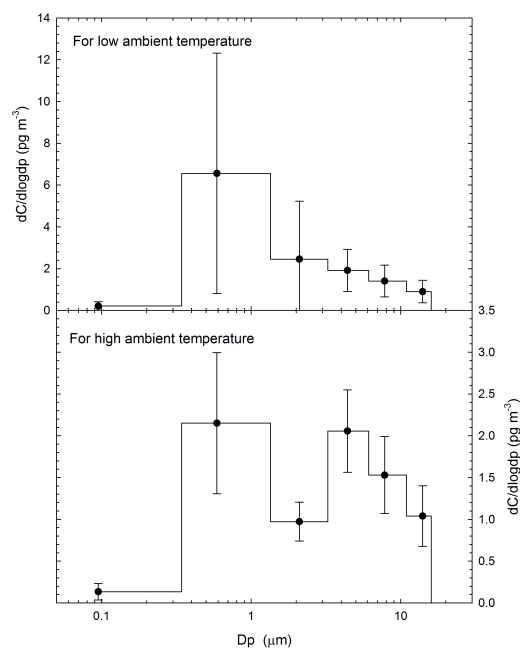 14
For low ambient temperature
12
10
8
6
4
2
0
dC/dlogdp (pg m-3)
3.5
For high ambient temperature
3.0
2.5
2.0
1.5
1.0
0.5
0.0
dC/dlogdp (pg m-3)
0.1 1 10
Dp (μm)